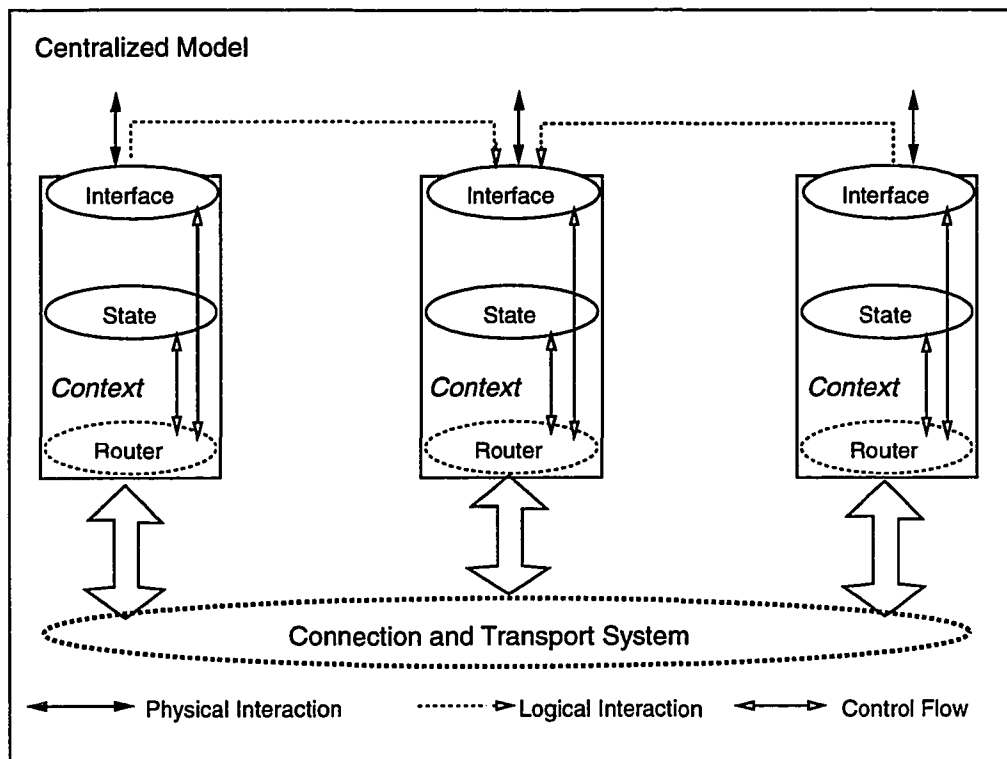 Centralized Model
Interface
Interface
Interface
State
State
State
Context
Context
Context
Router
Router
Router
Connection and Transport System
Physical Interaction
Logical Interaction
Control Flow